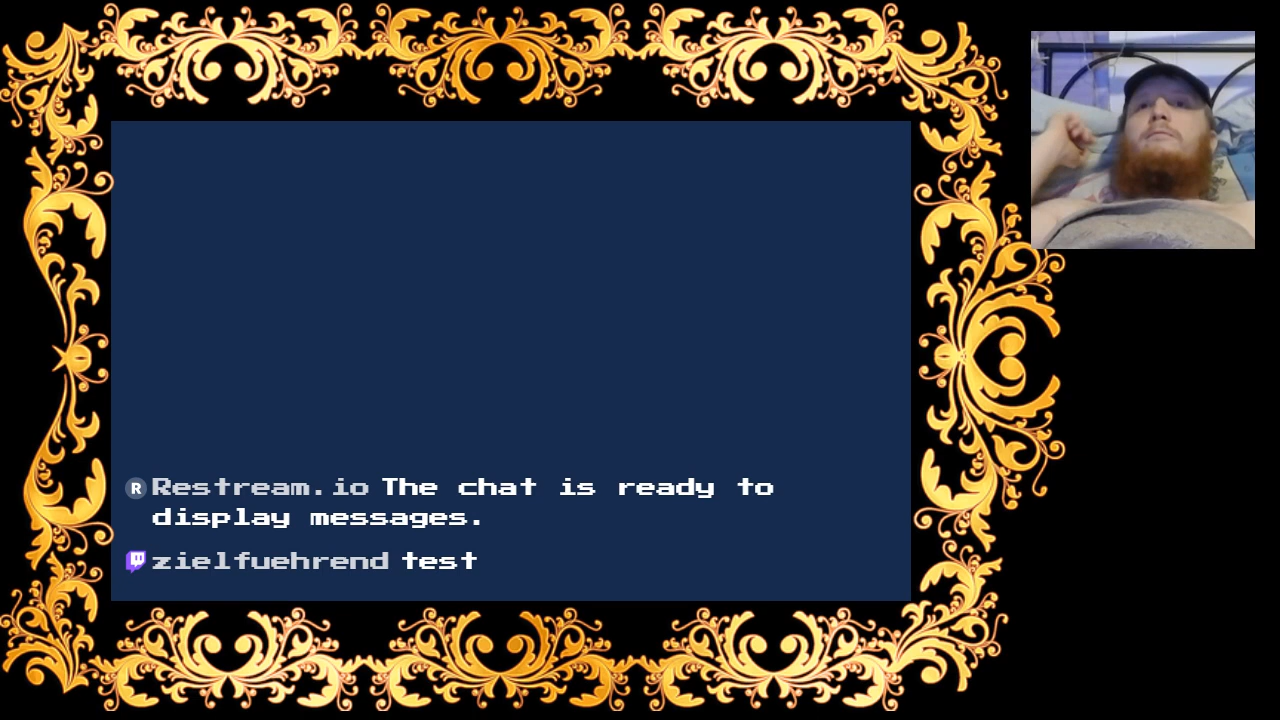 Restream.io The chat is ready to
display messages.
zielfuehrend test